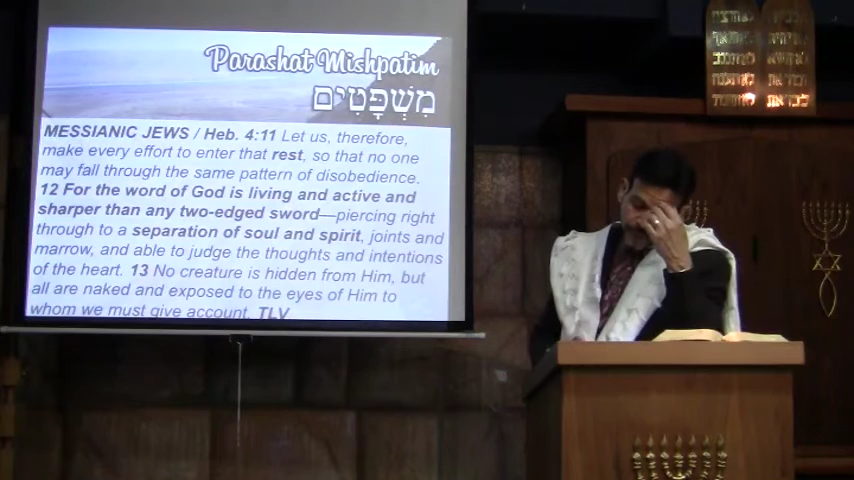 Parashat Mishpatim
מִשְׁפָּטִים
MESSIANIC JEWS / Heb. 4:11 Let us, therefore,
make every effort to enter that rest, so that no one
may fall through the same pattern of disobedience.
12 For the word of God is living and active and
sharper than any two-edged sword—piercing right
through to a separation of soul and spirit, joints and
marrow, and able to judge the thoughts and intentions
of the heart. 13 No creature is hidden from Him, but
all are naked and exposed to the eyes of Him to
whom we must give account. TLV